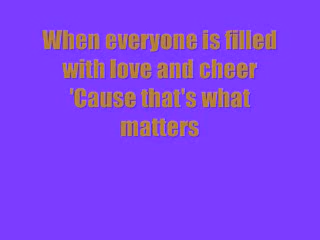 When everyone is filled
with love and cheer
'Cause that's what
matters